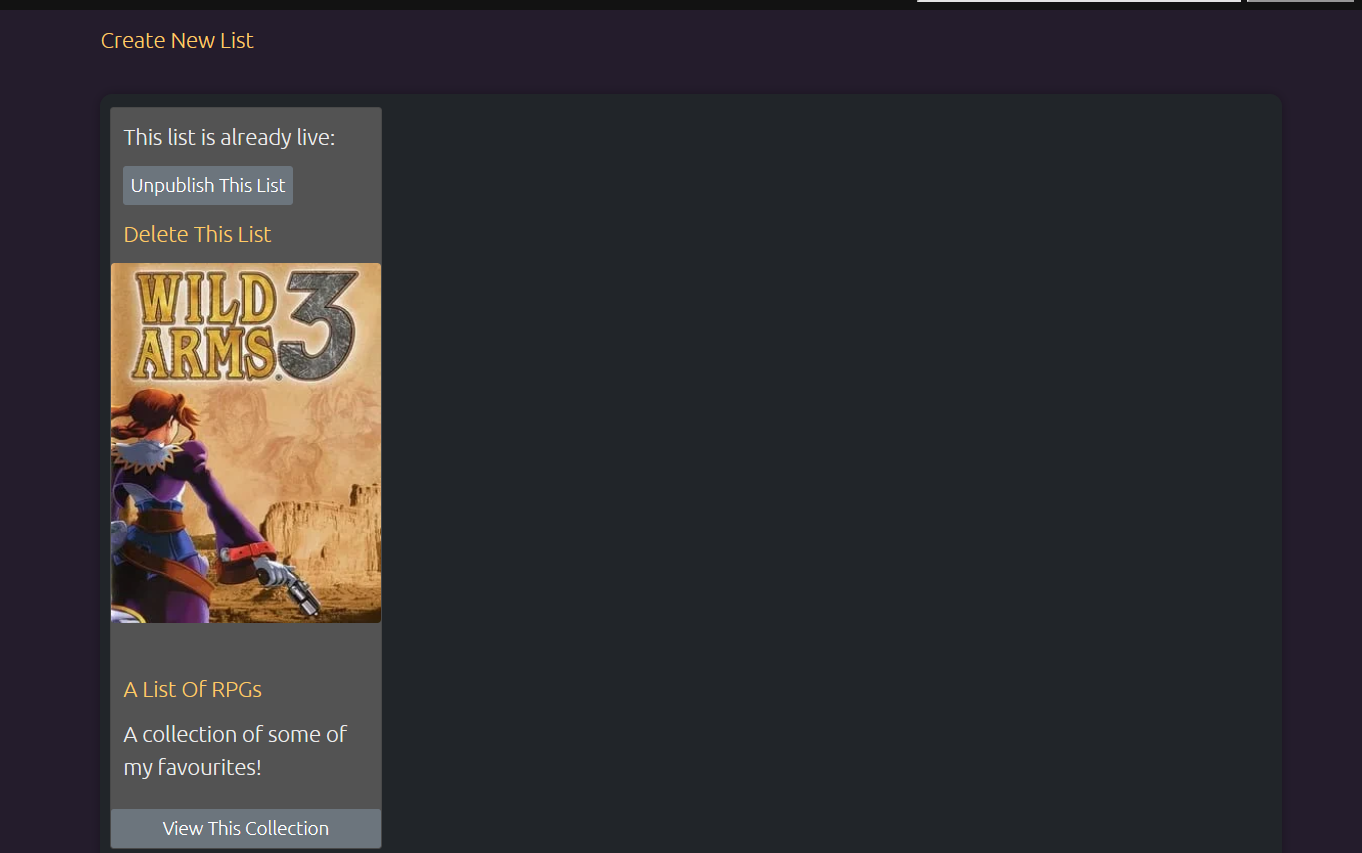 Create New List
This list is already live:
Unpublish This List
Delete This List
WILD
ARMS 3
A List Of RPGs
A collection of some of
my favourites!
View This Collection